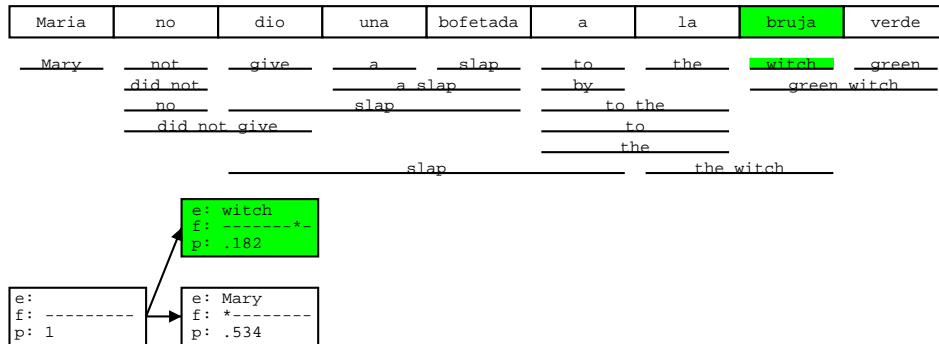 Maria no dio una bofetada a la bruja verde
Mary not give a slap to the witch green
did not a slap by green witch
no slap to the
did not give to
the
slap the witch
e: witch
f: -------*-
p: .182
e:
f: ---------
p: 1
e: Mary
f: *--------
p: .534